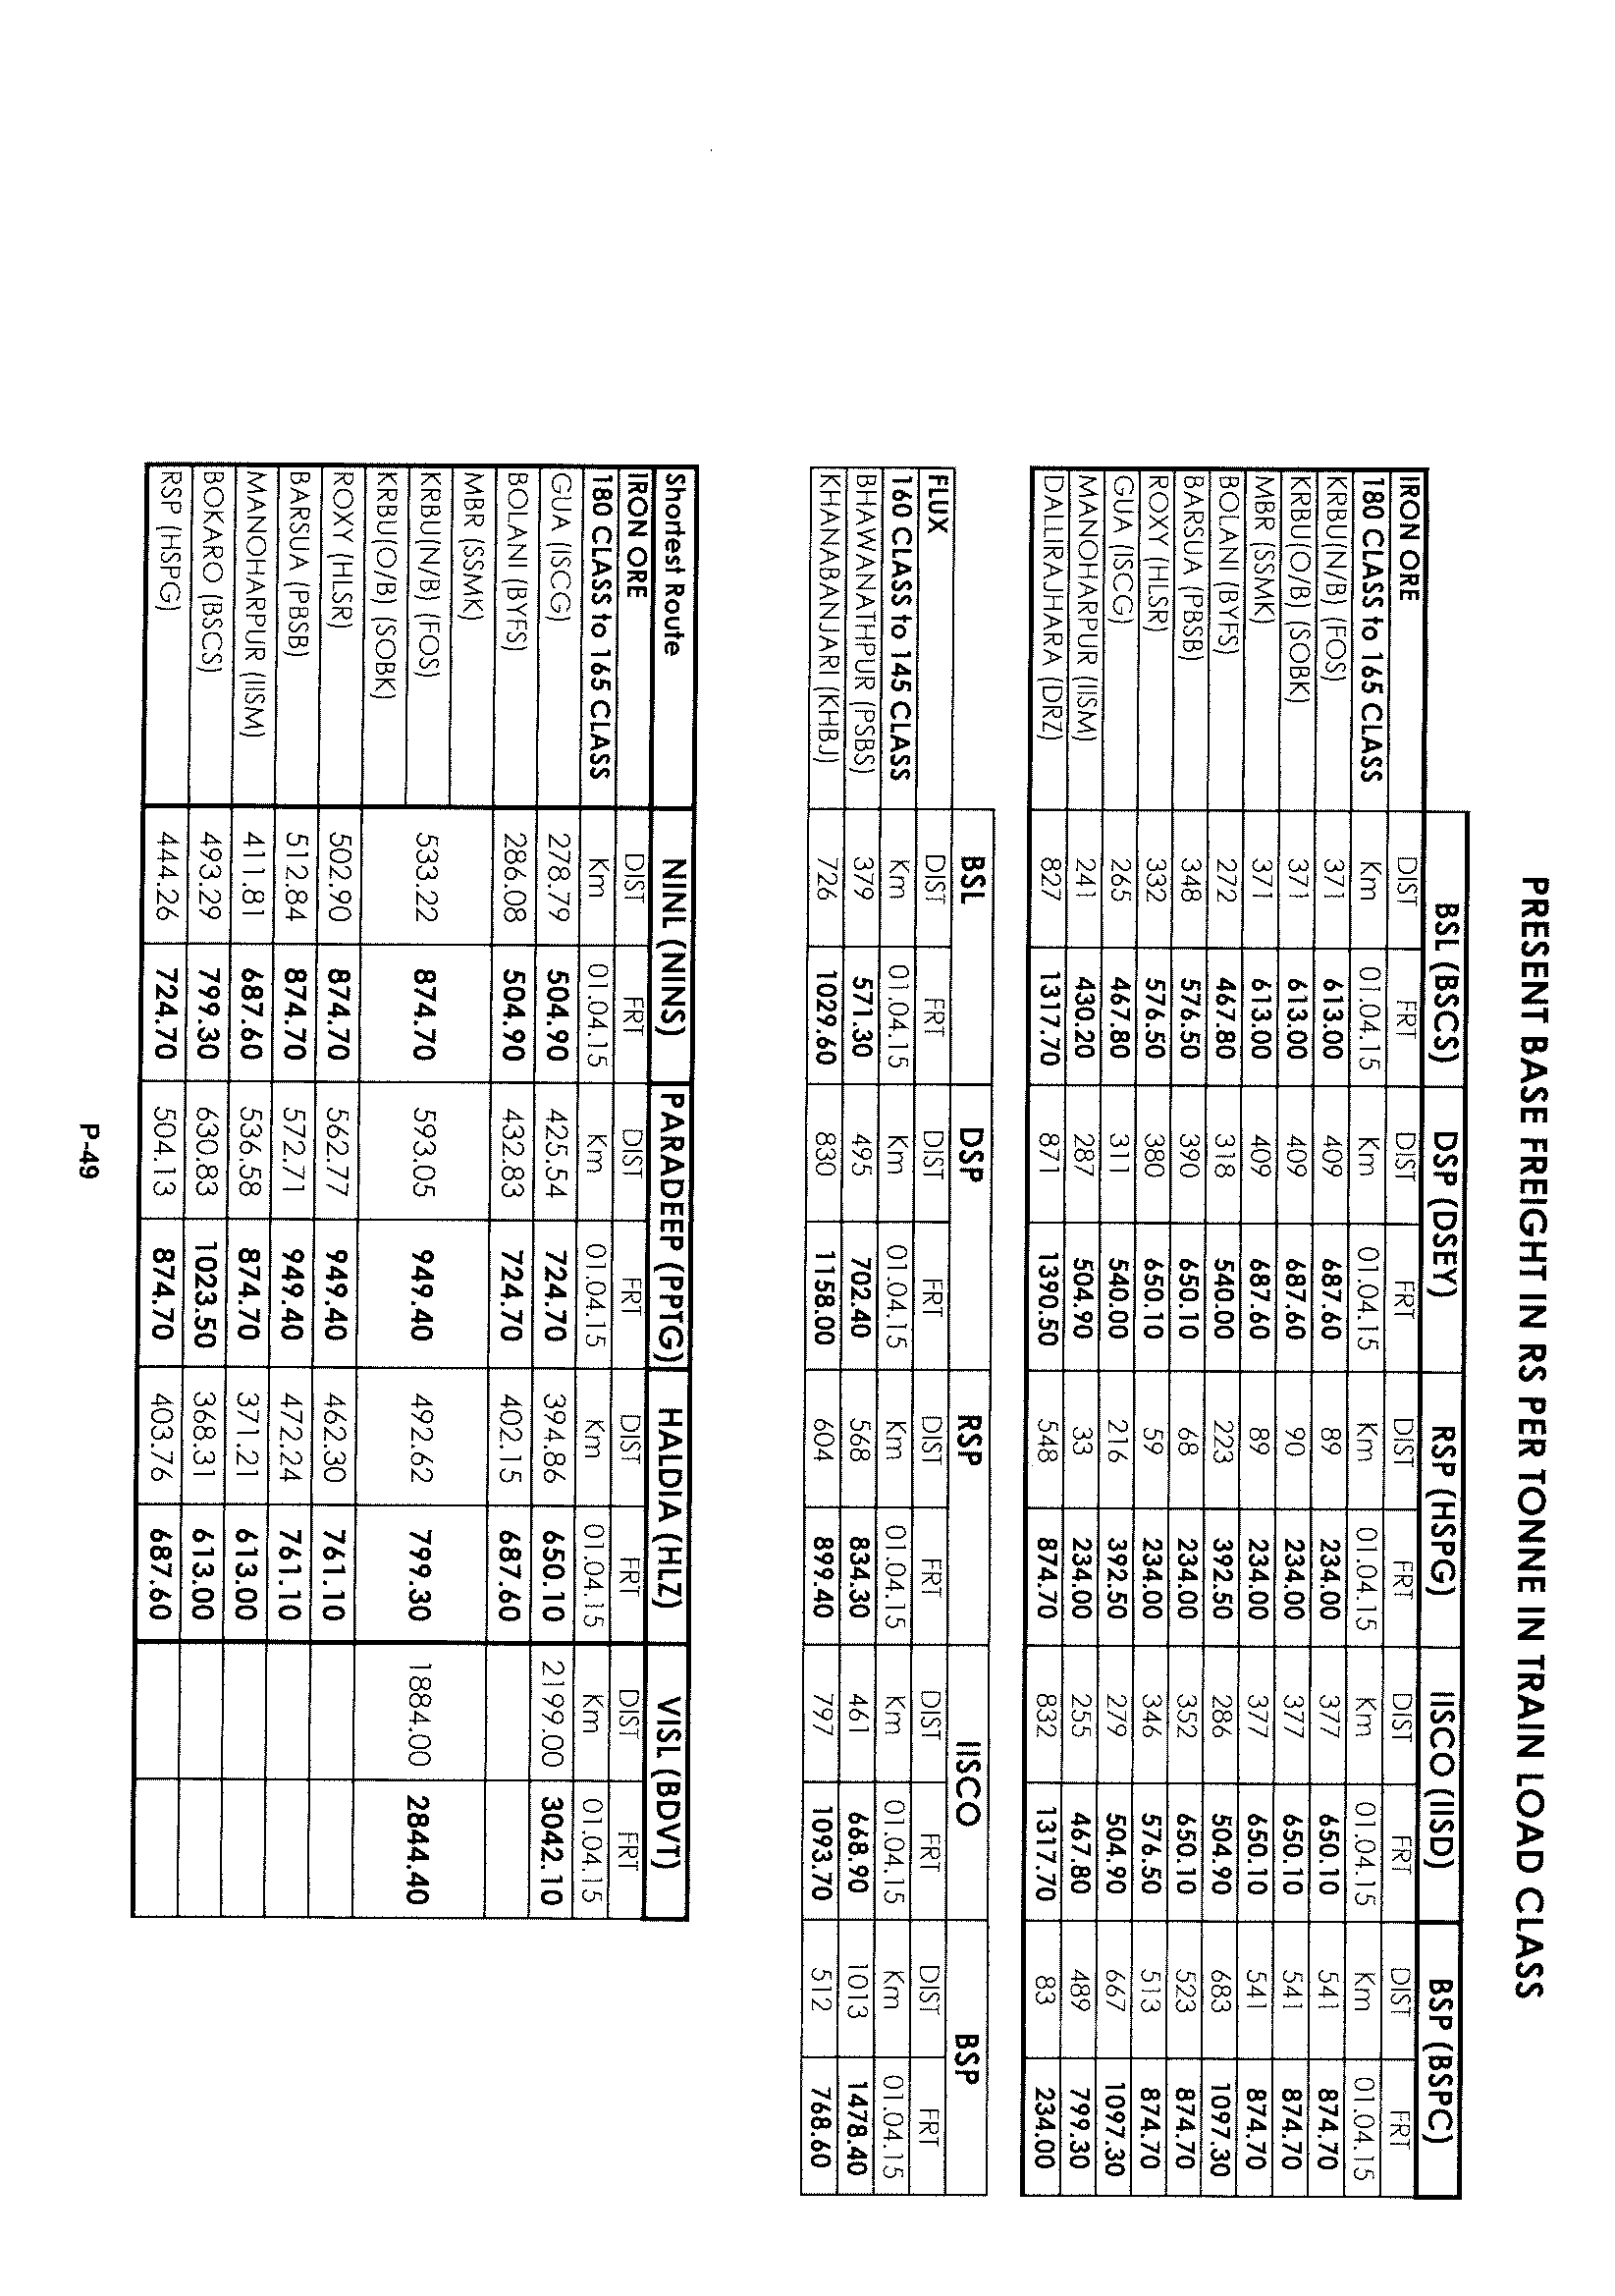 PRESENT BASE FREIGHT IN RS PER TONNE IN TRAIN LOAD CLASS
BSL (BSCS) DSP (DSEY) RSP (HSPG) IISCO (IISD) BSP (BSPC)
IRON ORE DIST FRT DIST FRT DIST FRT DIST FRT DIST FRT
180 CLASS to 165 CLASS Km 01.04.15 Km 01.04.15 Km 01.04.15 Km 01.04.15 Km 01.04.15
KRBU(N/B) (FOS) 371 613.00 409 687.60 89 234.00 377 650.10 541 874.70
KRBU(O/B) (SOBK) 371 613.00 409 687.60 90 234.00 377 650.10 541 874.70
MBR (SSMK) 371 613.00 409 687.60 89 234.00 377 650.10 541 874.70
BOLANI (BYFS) 272 467.80 318 540.00 223 392.50 286 504.90 683 1097.30
BARSUA (PBSB) 348 576.50 390 650.10 68 234.00 352 650.10 523 874.70
ROXY (HLSR) 332 576.50 380 650.10 59 234.00 346 576.50 513 874.70
GUA (ISCG) 265 467.80 311 540.00 216 392.50 279 504.90 667 1097.30
MANOHARPUR (IISM) 241 430.20 287 504.90 33 234.00 255 467.80 489 799.30
DALLIRAJHARA (DRZ) 827 1317.70 871 1390.50 548 874.70 832 1317.70 83 234.00
BSL DSP RSP IISCO BSP
FLUX DIST FRT DIST FRT DIST FRT DIST FRT DIST FRT
160 CLASS to 145 CLASS Km 01.04.15 Km 01.04.15 Km 01.04.15 Km 01.04.15 Km 01.04.15
BHAWANATHPUR (PSBS) 379 571.30 495 702.40 568 834.30 461 668.90 1013 1478.40
KHANABANJARI (KHBJ) 726 1029.60 830 1158.00 604 899.40 797 1093.70 512 768.60
Shortest Route NINL (NINS) PARADEEP (PPTG) HALDIA (HLZ) VISL (BDVT)
IRON ORE DIST FRT DIST FRT DIST FRT DIST FRT
180 CLASS to 165 CLASS Km 01.04.15 Km 01.04.15 Km 01.04.15 Km 01.04.15
GUA (ISCG) 278.79 504.90 425.54 724.70 394.86 650.10 2199.00 3042.10
BOLANI (BYFS) 286.08 504.90 432.83 724.70 402.15 687.60
MBR (SSMK)
KRBU(N/B) (FOS) 533.22 874.70 593.05 949.40 492.62 799.30 1884.00 2844.40
KRBU(O/B) (SOBK)
ROXY (HLSR) 502.90 874.70 562.77 949.40 462.30 761.10
BARSUA (PBSB) 512.84 874.70 572.71 949.40 472.24 761.10
MANOHARPUR (IISM) 411.81 687.60 536.58 874.70 371.21 613.00
BOKARO (BSCS) 493.29 799.30 630.83 1023.50 368.31 613.00
RSP (HSPG) 444.26 724.70 504.13 874.70 403.76 687.60
P-49